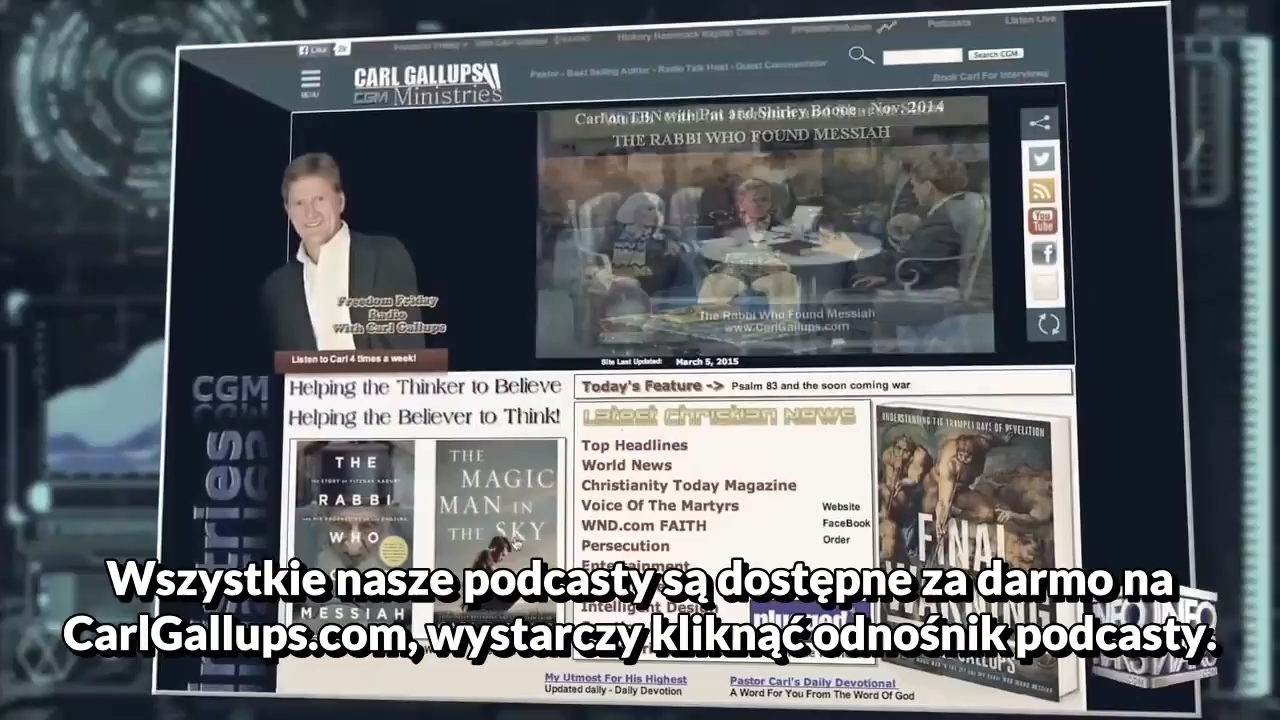 Podcasts
Listen Live
Like
MENU
CARL GALLUPS
CGM Ministries
Pastor - Best Selling Author - Radio Talk Host - Guest Commentator
Search CGM
Book Carl For Interviews
Carl on TBN with Pat and Shirley Boone - Nov. 2014
THE RABBI WHO FOUND MESSIAH
The Rabbi Who Found Messiah
www.CarlGallups.com
You
Tube
Freedom Friday
Radio
With Carl Gallups
Listen to Carl 4 times a week!
Site Last Updated: March 5, 2015
CGM
Helping the Thinker to Believe
Helping the Believer to Think!
Today's Feature -> Psalm 83 and the soon coming war
Latest Christian News
Top Headlines
World News
Christianity Today Magazine
Voice Of The Martyrs
WND.com FAITH
Persecution
Entertainment
Intelligent Design
Website
FaceBook
Order
THE
RABBI
WHO
MESSIAH
THE
MAGIC
MAN IN
THE SKY
UNDERSTANDING THE TRUMPET DAYS OF REVELATION
FINAL
Wszystkie nasze podcasty są dostępne za darmo na
CarlGallups.com, wystarczy kliknąć odnośnik podcasty.
My Utmost For His Highest
Updated daily - Daily Devotion
Pastor Carl's Daily Devotional
A Word For You From The Word Of God